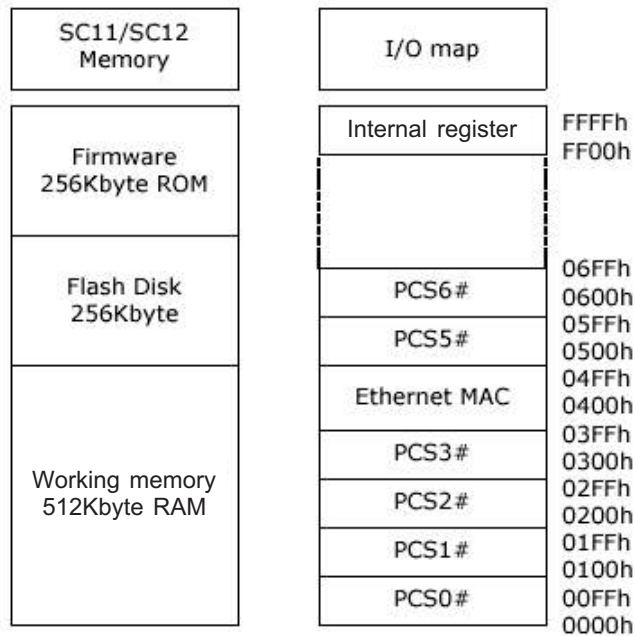 SC11/SC12
Memory
Firmware
256Kbyte ROM
Flash Disk
256Kbyte
Working memory
512Kbyte RAM
I/O map
Internal register
FFFFh
FF00h
PCS6#
06FFh
0600h
PCS5#
05FFh
0500h
Ethernet MAC
04FFh
0400h
PCS3#
03FFh
0300h
PCS2#
02FFh
0200h
PCS1#
01FFh
0100h
PCS0#
00FFh
0000h